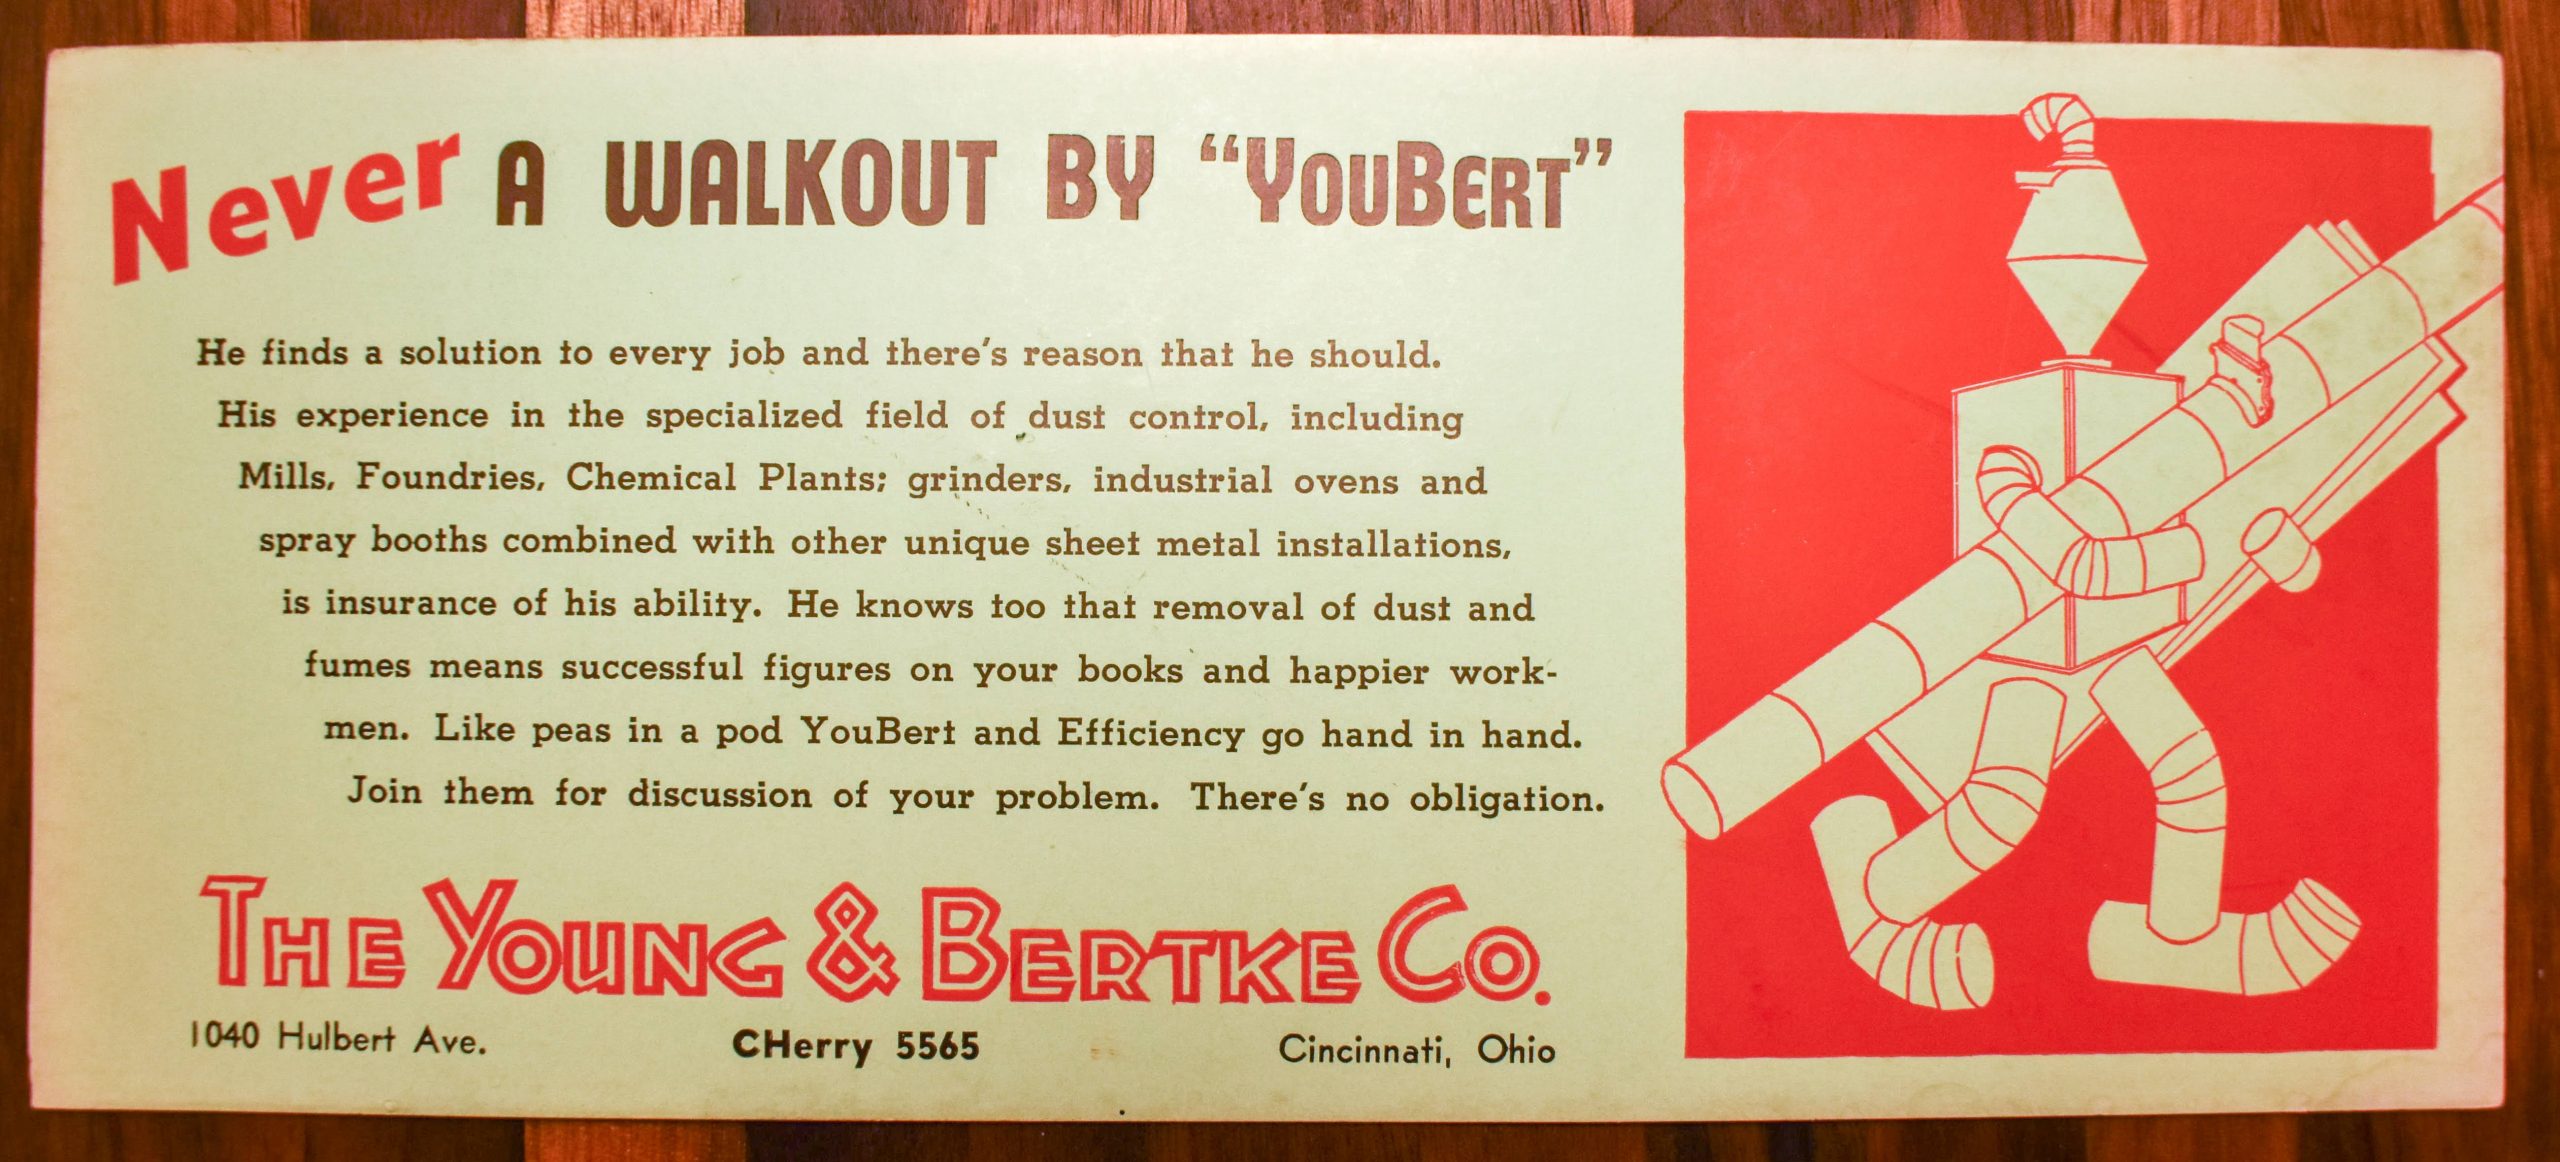 Never A WALKOUT BY “YOUBERT”
He finds a solution to every job and there's reason that he should.
His experience in the specialized field of dust control, including
Mills, Foundries, Chemical Plants; grinders, industrial ovens and
spray booths combined with other unique sheet metal installations,
is insurance of his ability. He knows too that removal of dust and
fumes means successful figures on your books and happier work-
men. Like peas in a pod YouBert and Efficiency go hand in hand.
Join them for discussion of your problem. There's no obligation.
THE YOUNG & BERTKE CO.
1040 Hulbert Ave. CHerry 5565 Cincinnati, Ohio